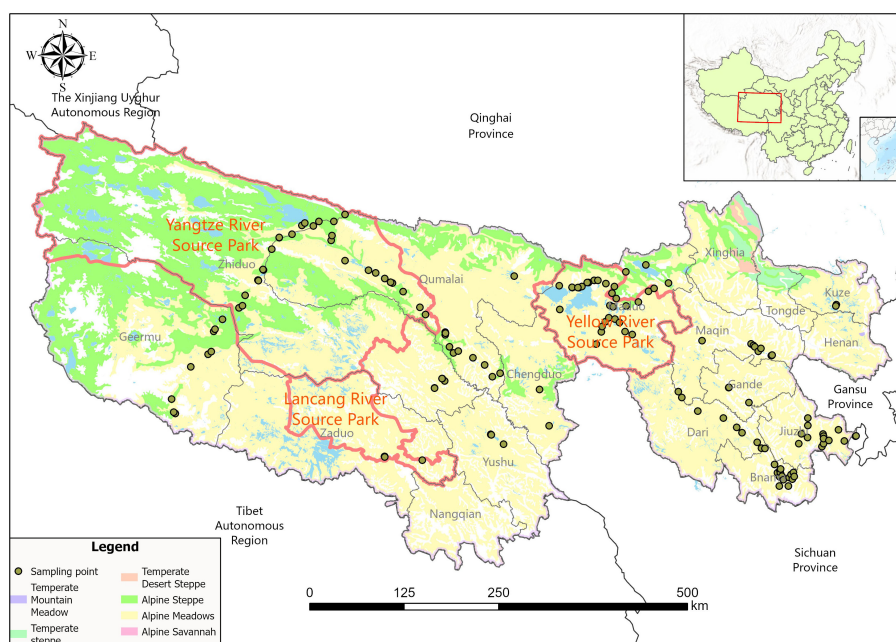 N
W
E
S
The Xinjiang Uyghur
Autonomous Region
Qinghai
Province
Yangtze River
Source Park
Zhiduo
Qumalai
Xinghia
Kuze
Tongde
Henan
Geermu
Yellow River
Source Park
Maqin
Chengduo
Gande
Gansu
Province
Lancang River
Source Park
Zaduo
Dari
Jiuzhi
Yushu
Nangqian
Tibet
Autonomous
Region
Sichuan
Province
Legend
Sampling point
Temperate
Mountain
Meadow
Temperate
steppe
Temperate
Desert Steppe
Alpine Steppe
Alpine Meadows
Alpine Savannah
0
125
250
500
km